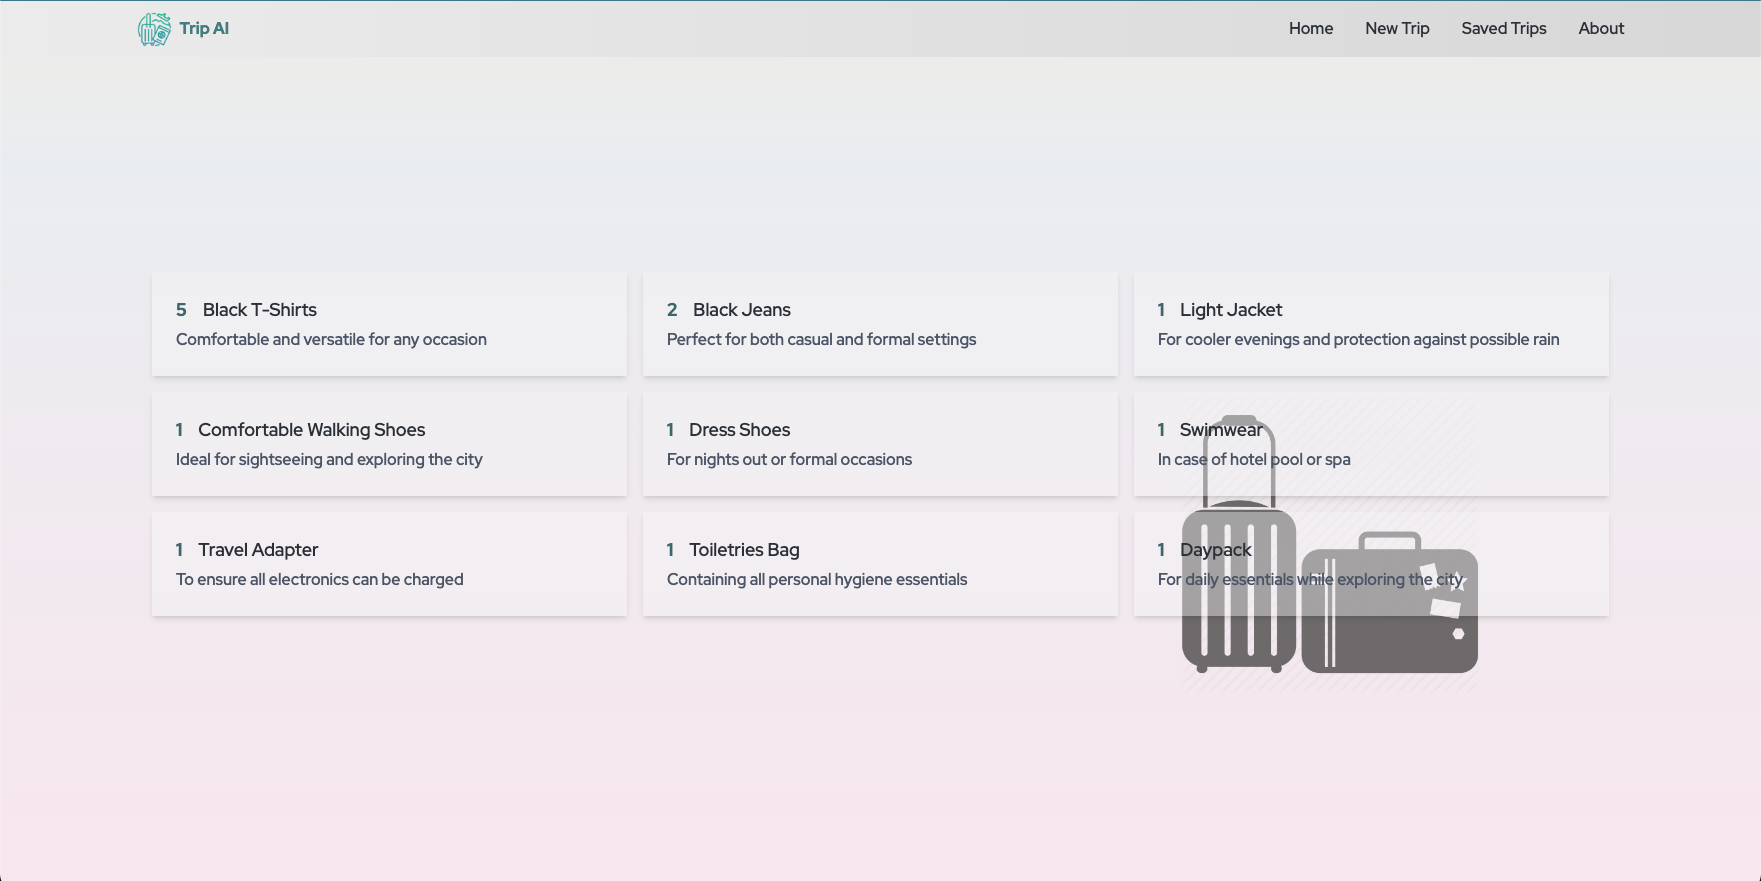 Trip AI
Home New Trip Saved Trips About
5 Black T-Shirts
Comfortable and versatile for any occasion
2 Black Jeans
Perfect for both casual and formal settings
1 Light Jacket
For cooler evenings and protection against possible rain
1 Comfortable Walking Shoes
Ideal for sightseeing and exploring the city
1 Dress Shoes
For nights out or formal occasions
1 Swimwear
In case of hotel pool or spa
1 Travel Adapter
To ensure all electronics can be charged
1 Toiletries Bag
Containing all personal hygiene essentials
1 Daypack
For daily essentials while exploring the city